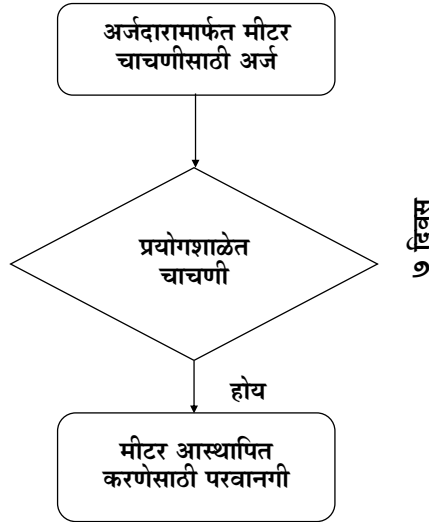 अर्जदारामार्फत मीटर
चाचणीसाठी अर्ज
प्रयोगशाळेत
चाचणी
७ दिवस
होय
मीटर आस्थापित
करणेसाठी परवानगी